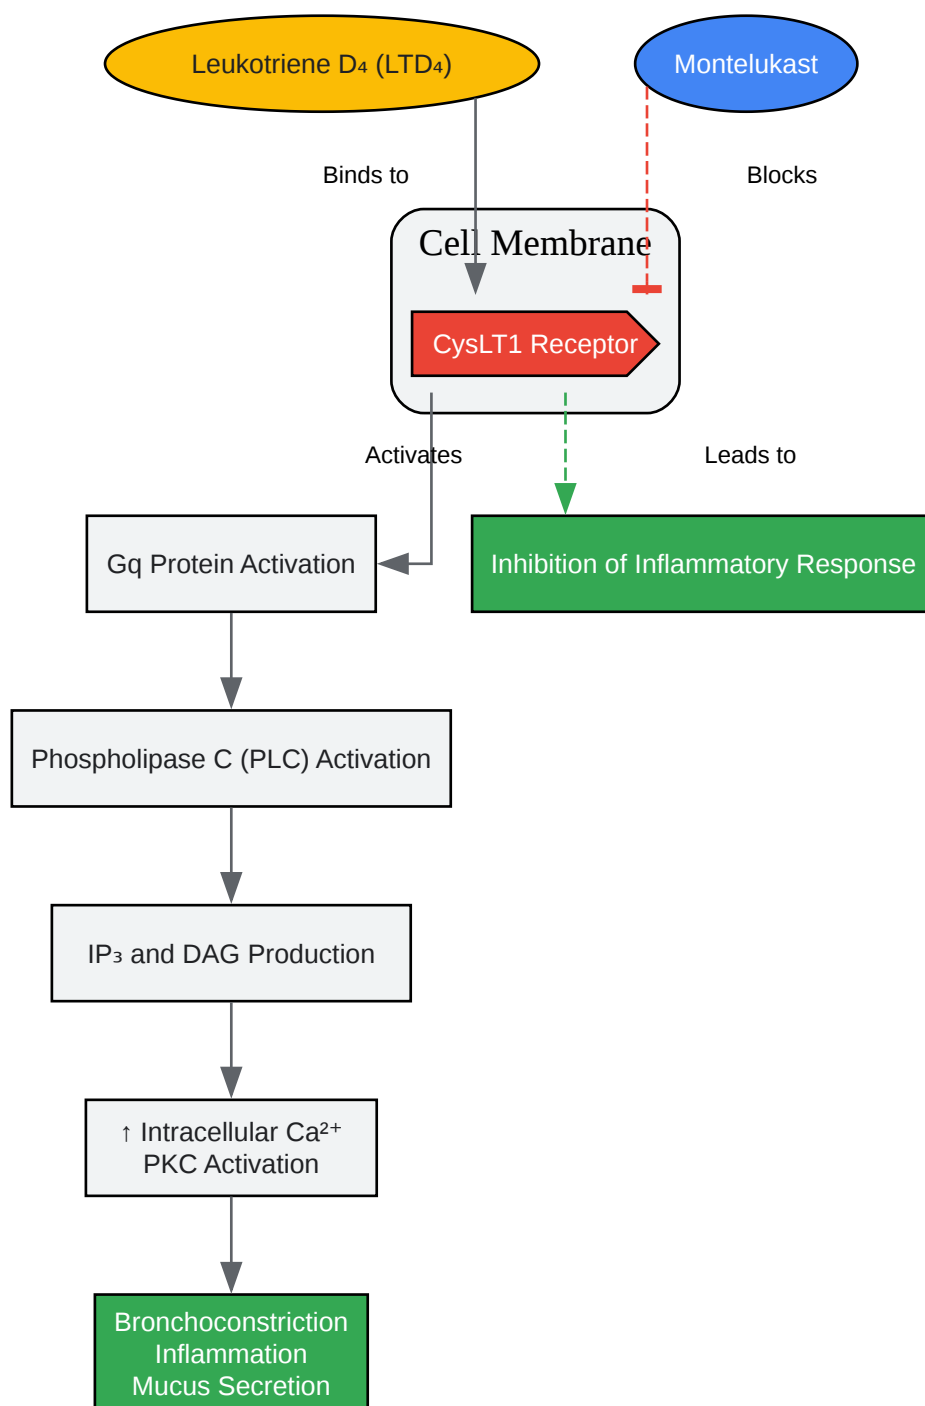 Leukotriene D₄ (LTD₄)
Montelukast
Binds to
Blocks
Cell Membrane
CysLT1 Receptor
Activates
Leads to
Gq Protein Activation
Inhibition of Inflammatory Response
Phospholipase C (PLC) Activation
IP₃ and DAG Production
↑ Intracellular Ca²⁺
PKC Activation
Bronchoconstriction
Inflammation
Mucus Secretion